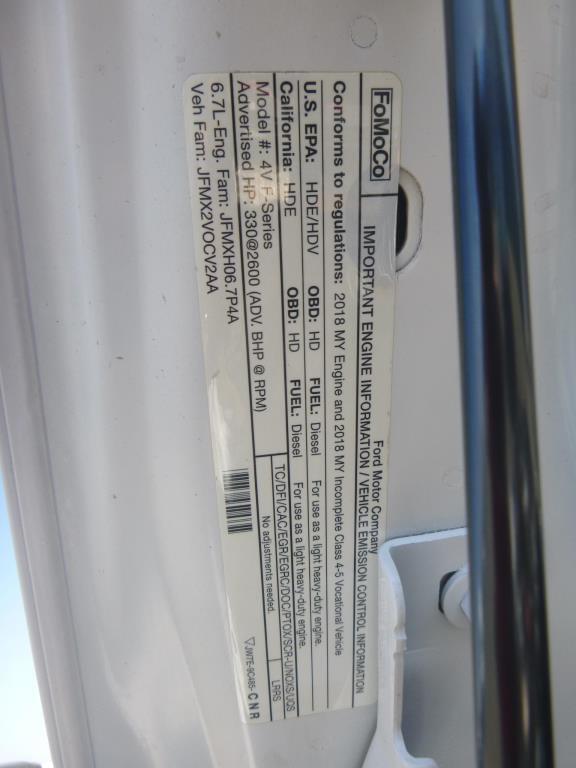 FoMoCo
Ford Motor Company
IMPORTANT ENGINE INFORMATION / VEHICLE EMISSION CONTROL INFORMATION
Conforms to regulations: 2018 MY Engine and 2018 MY Incomplete Class 4-5 Vocational Vehicle
U.S. EPA: HDE/HDV OBD: HD FUEL: Diesel For use as a light heavy-duty engine.
California: HDE OBD: HD FUEL: Diesel For use as a light heavy-duty engine.
Model #: 4V F-Series TC/DFI/CAC/EGR/EGRC/DOC/PTOX/SCR-U/NOXS/UQS LRRS
Advertised HP: 330@2600 (ADV. BHP @ RPM) No adjustments needed.
6.7L-Eng. Fam: JFMXH06.7P4A
Veh Fam: JFMX2VOCV2AA
JW7E-9C485-CNR